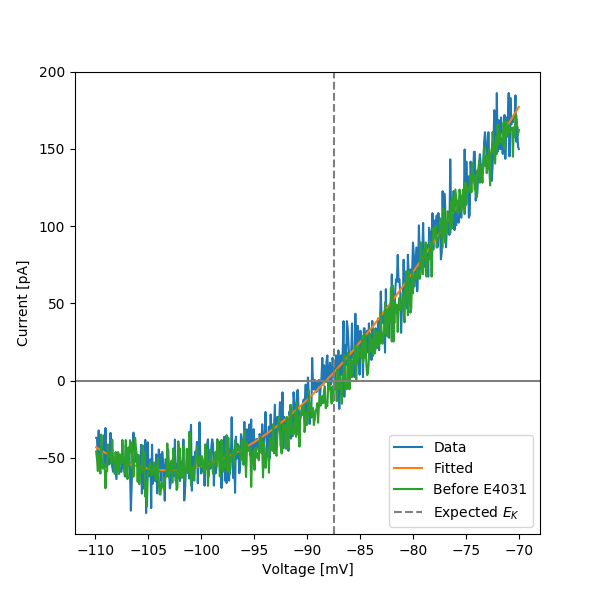 200
150
100
50
0
−50
Current [pA]
Data
Fitted
Before E4031
Expected E_K
−110 −105 −100 −95 −90 −85 −80 −75 −70
Voltage [mV]